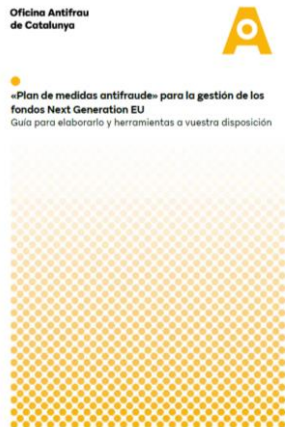 Oficina Antifrau
de Catalunya
«Plan de medidas antifraude» para la gestión de los
fondos Next Generation EU
Guía para elaborarlo y herramientas a vuestra disposición